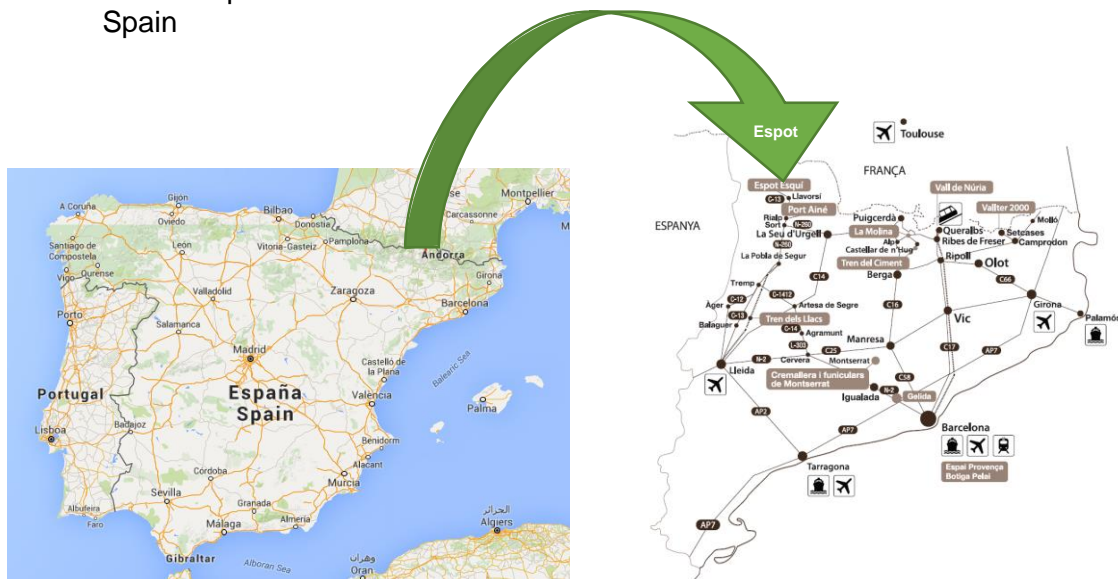 Spain
Espot
A Coruña
Gijón
Oviedo
Santiago de
Compostela
León
Bilbao
Donostia
Vitoria-Gasteiz
Pamplona
Montpellier
Carcassonne
Andorra
Girona
Ourense
Vigo
Valladolid
Zaragoza
Barcelona
Porto
Salamanca
Madrid
Castelló de
la Plana
Balearic Sea
Portugal
España
Spain
València
Palma
Lisboa
Badajoz
Benidorm
Alacant
Murcia
Córdoba
Sevilla
Granada
Albufeira
Faro
Málaga
Almería
Gibraltar
Alboran Sea
الجزائر
Algiers
وهران
Oran
Toulouse
FRANÇA
ESPANYA
Espot Esquí
C-13
Llavorsí
Port Ainé
Rialp
Sort
N-260
La Seu d'Urgell
N-260
La Pobla de Segur
Vall de Núria
Vallter 2000
Molló
Puigcerdà
La Molina
Alp
Castellar de n'Hug
Queralbs
Ribes de Freser
Setcases
Camprodon
Tren del Ciment
Berga
Ripoll
Olot
C14
C66
Tremp
C-1412
Àger
C-12
C-13
Artesa de Segre
Balaguer
Tren dels Llacs
C-14
Agramunt
L-303
C16
Vic
Girona
Palamós
Manresa
C17
AP7
N-2
Cervera
C25
Montserrat
Lleida
Cremallera i funiculars
de Montserrat
C58
Igualada
N-2
Gelida
AP2
AP7
Barcelona
Espai Provença
Botiga Pelai
Tarragona
AP7